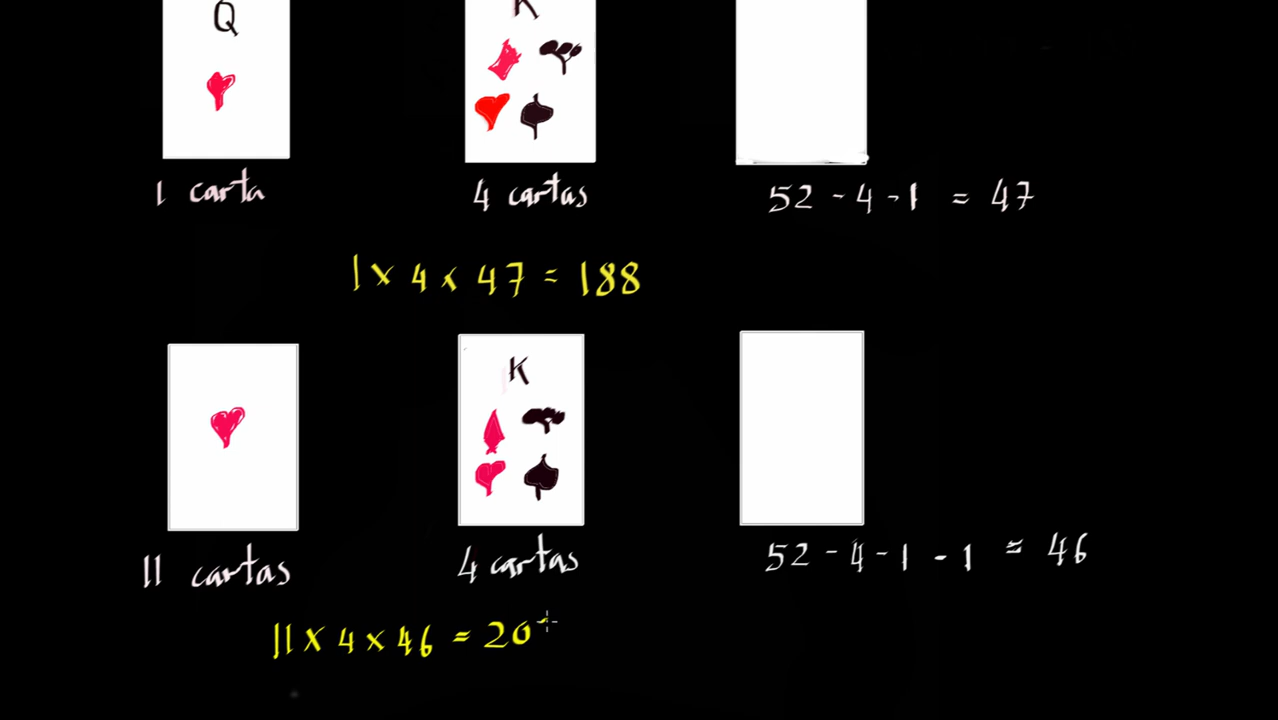 Q K
1 carta 4 cartas 52 - 4 - 1 = 47
1 x 4 x 47 = 188
K
11 cartas 4 cartas 52 - 4 - 1 - 1 = 46
11 x 4 x 46 = 20